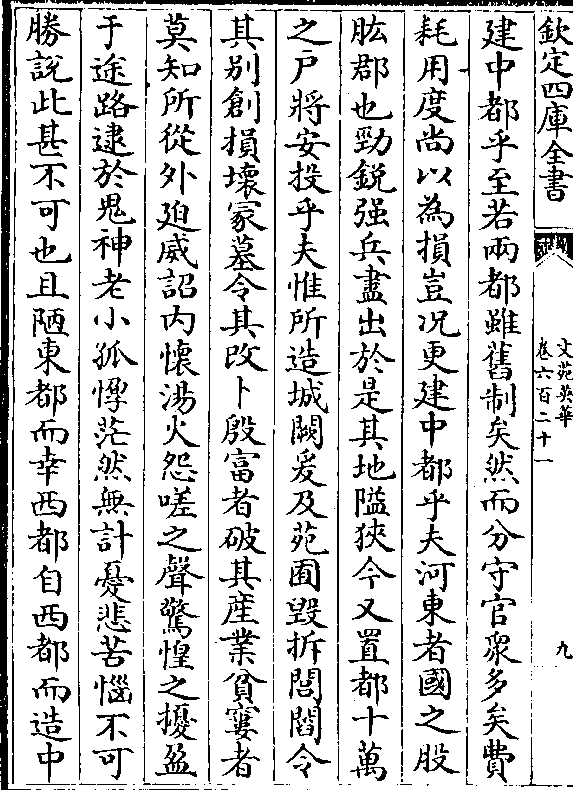 欽定四庫全書
文苑英華
卷六百二十一
九
建中都乎至若兩都雖舊制矣然而分守官衆多矣費
耗用度尚以為損豈况更建中都乎夫河東者國之股
肱郡也勁銳强兵盡出於是其地隘狹今又置都十萬
之戶將安投乎夫惟所造城闕爰及苑囿毀拆閭閻令
其别創損壞冡墓令其改卜殷富者破其産業貧窶者
莫知所從外廹威詔内懷湯火怨嗟之聲驚惶之擾盈
于途路逮於鬼神老小孤惸茫然無計憂悲苦惱不可
勝說此甚不可也且陋東都而幸西都自西都而造中